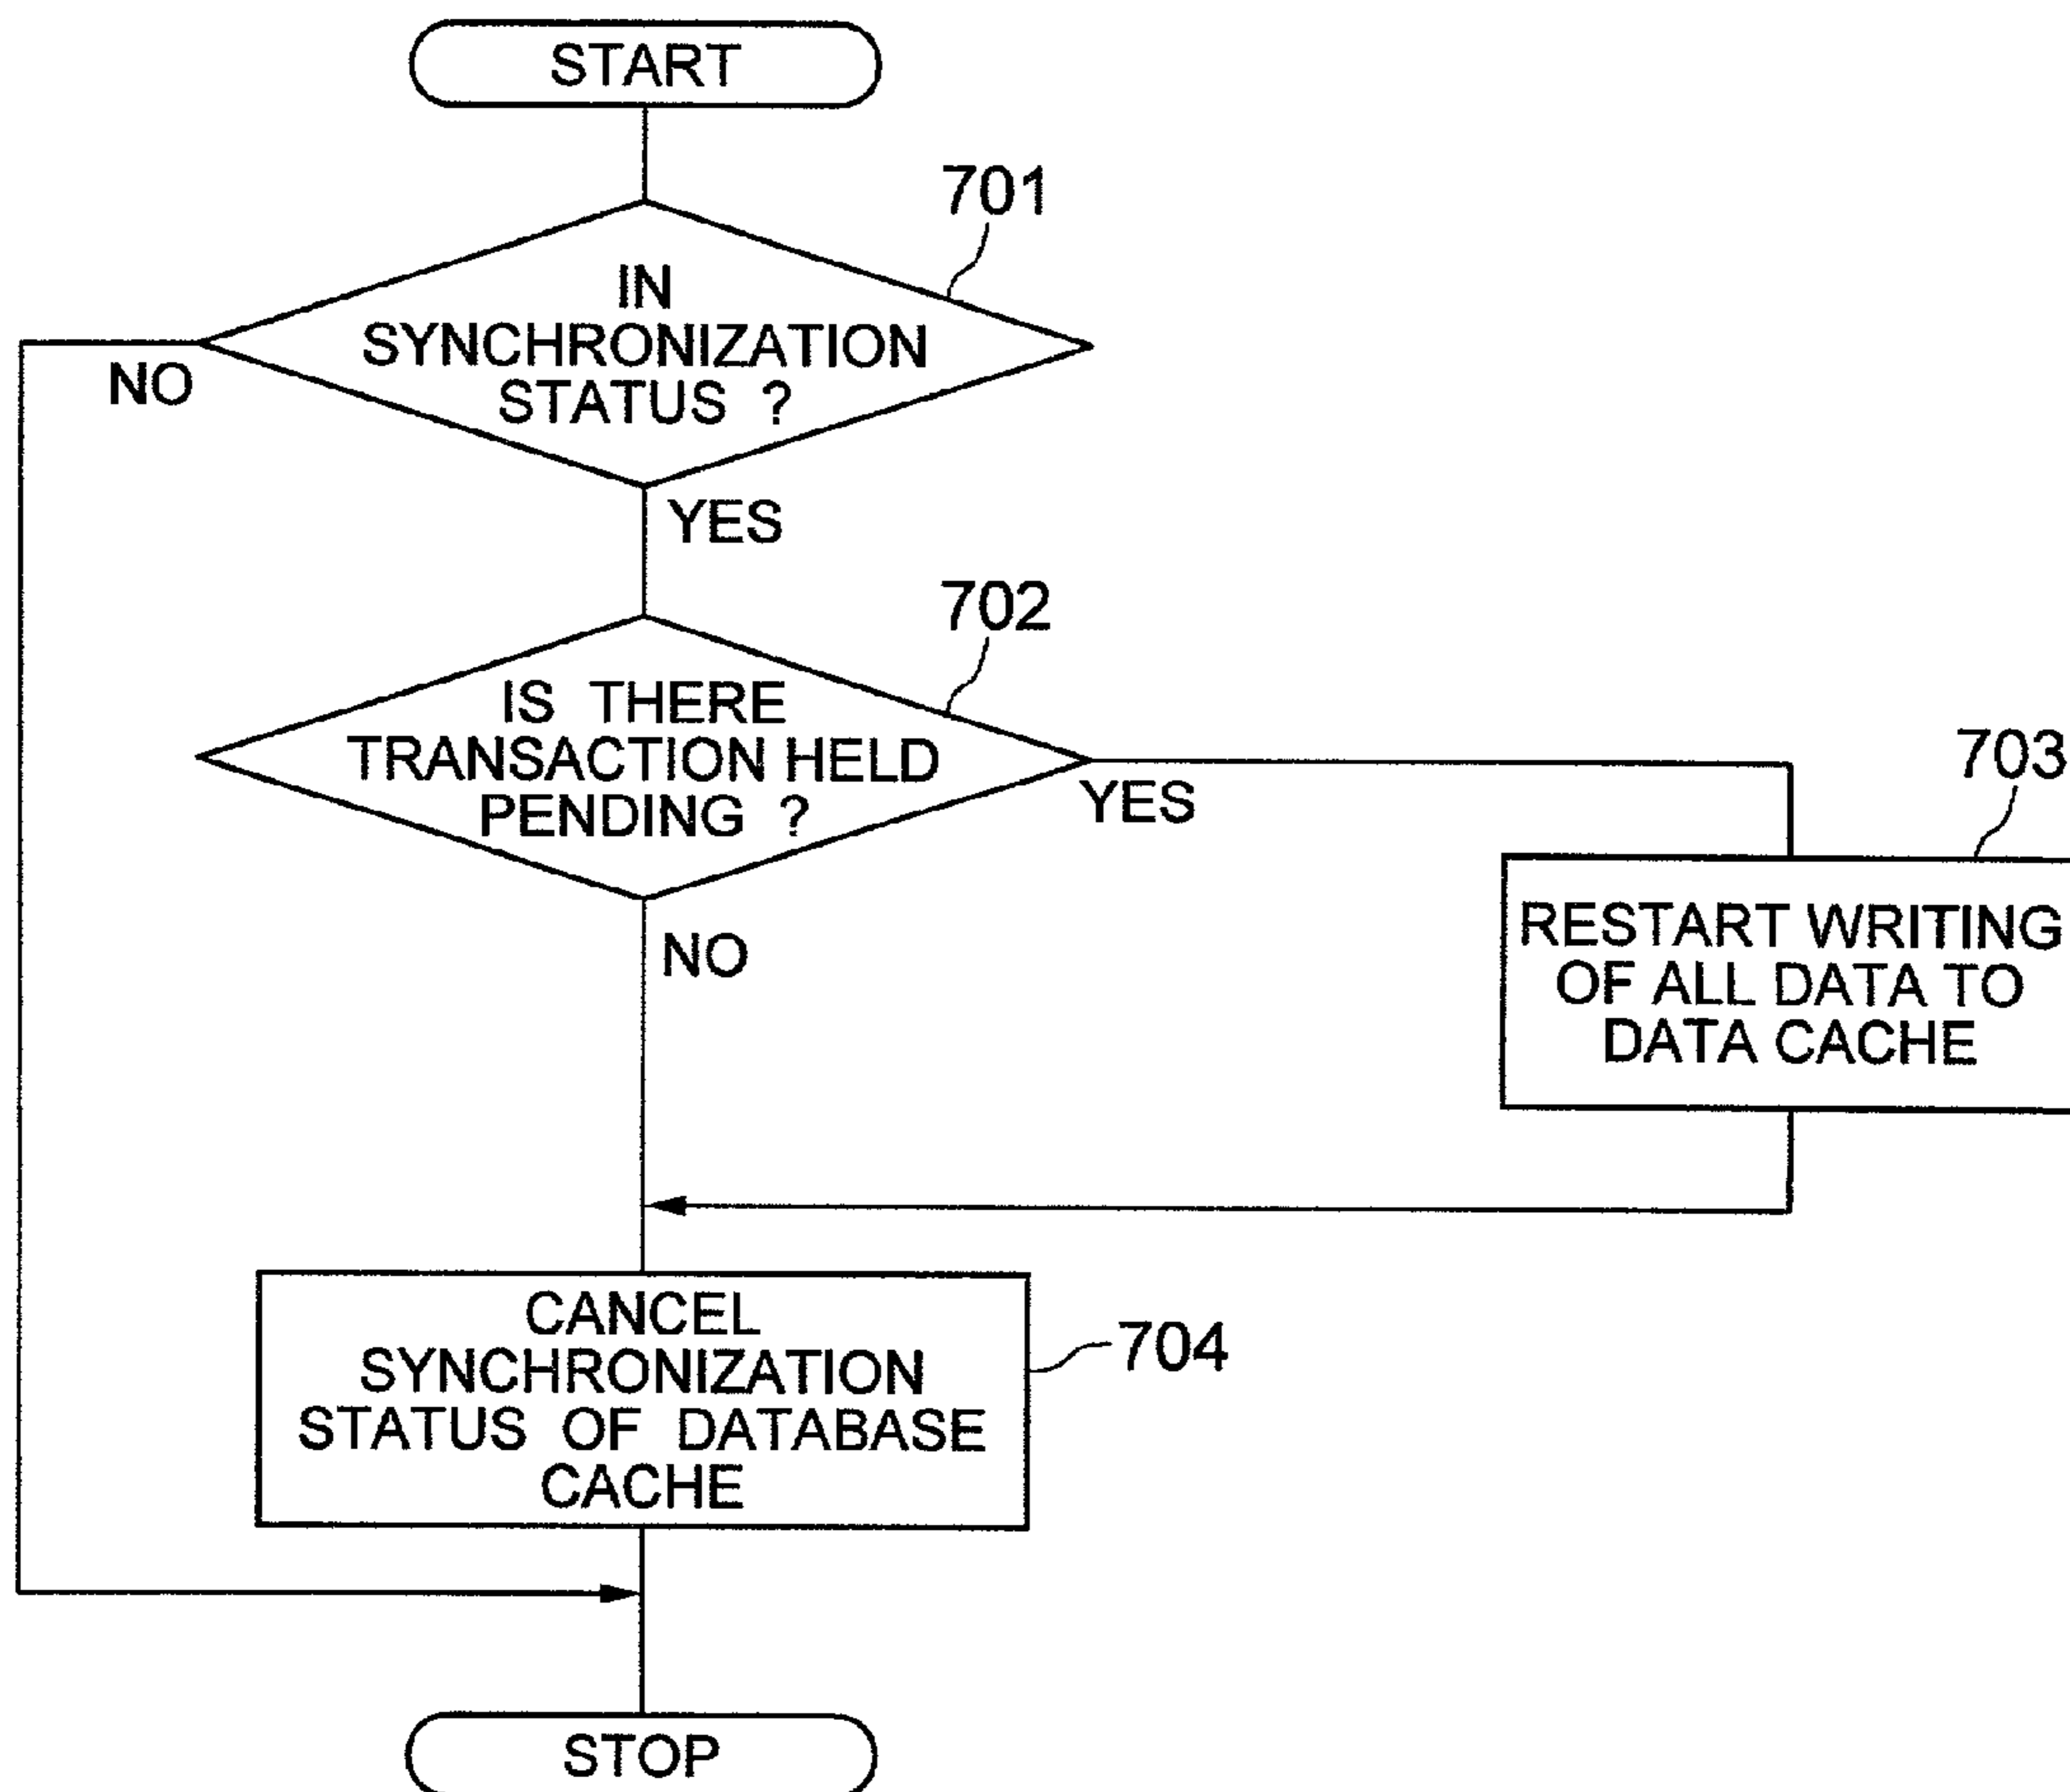 START
701
IN
SYNCHRONIZATION
STATUS ?
NO
YES
702
IS THERE
TRANSACTION HELD
PENDING ?
YES
703
RESTART WRITING
OF ALL DATA TO
DATA CACHE
NO
CANCEL
SYNCHRONIZATION
STATUS OF DATABASE
CACHE
704
STOP